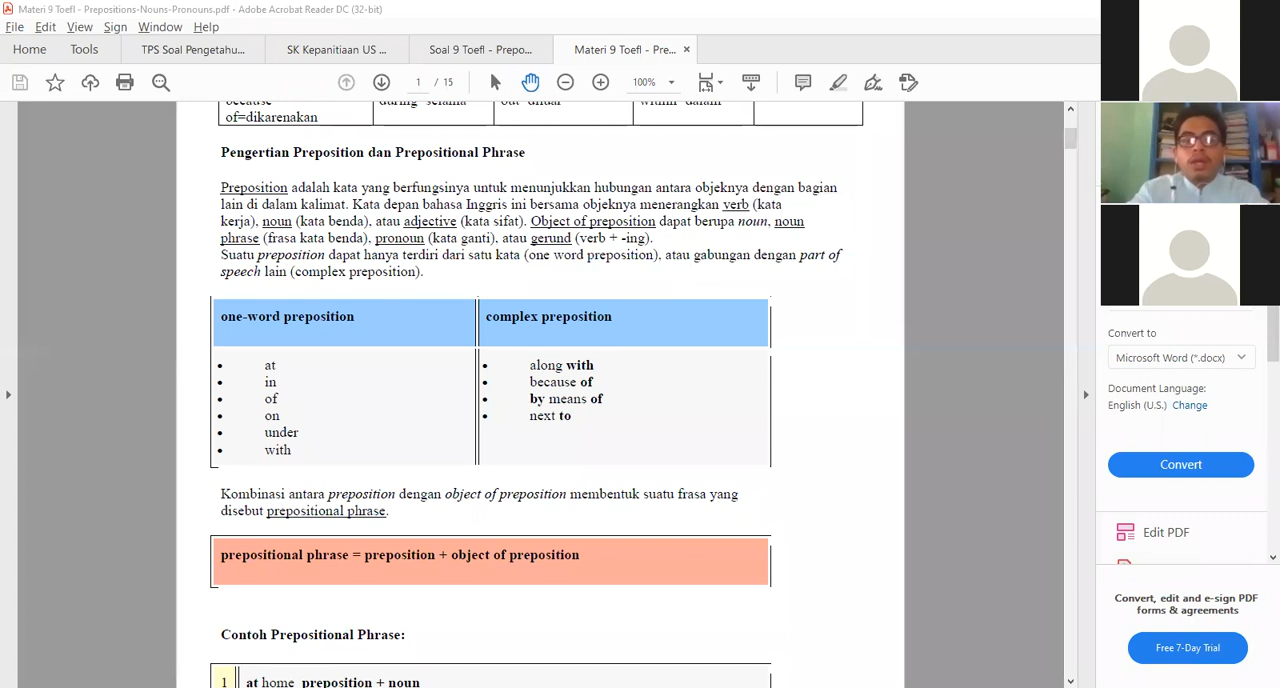 Materi 9 Toefl - Prepositions-Nouns-Pronouns.pdf - Adobe Acrobat Reader DC (32-bit)
File Edit View Sign Window Help
Home Tools TPS Soal Pengetahu... SK Kepanitiaan US ... Soal 9 Toefl - Prepo... Materi 9 Toefl - Pre... ×
1 / 15 100%
because during selama out diluar within dalam
of=dikarenakan
Pengertian Preposition dan Prepositional Phrase
Preposition adalah kata yang berfungsinya untuk menunjukkan hubungan antara objeknya dengan bagian
lain di dalam kalimat. Kata depan bahasa Inggris ini bersama objeknya menerangkan verb (kata
kerja), noun (kata benda), atau adjective (kata sifat). Object of preposition dapat berupa noun, noun
phrase (frasa kata benda), pronoun (kata ganti), atau gerund (verb + -ing).
Suatu preposition dapat hanya terdiri dari satu kata (one word preposition), atau gabungan dengan part of
speech lain (complex preposition).
one-word preposition complex preposition
• at • along with
• in • because of
• of • by means of
• on • next to
• under
• with
Kombinasi antara preposition dengan object of preposition membentuk suatu frasa yang
disebut prepositional phrase.
prepositional phrase = preposition + object of preposition
Contoh Prepositional Phrase:
1 at home preposition + noun
Convert to
Microsoft Word (*.docx)
Document Language:
English (U.S.) Change
Convert
Edit PDF
Convert, edit and e-sign PDF
forms & agreements
Free 7-Day Trial